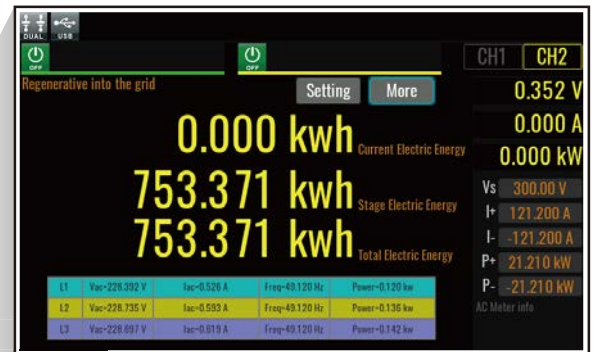 DUAL USB
OFF OFF CH1 CH2
Regenerative into the grid
Setting More
0.352 V
0.000 A
0.000 kW
0.000 kwh Current Electric Energy
753.371 kwh Stage Electric Energy
753.371 kwh Total Electric Energy
Vs 300.00 V
I+ 121.200 A
I- -121.200 A
P+ 21.210 kW
P- -21.210 kW
AC Meter info
L1 Vac=228.392 V Iac=0.526 A Freq=49.120 Hz Power=0.120 kw
L2 Vac=228.735 V Iac=0.593 A Freq=49.120 Hz Power=0.136 kw
L3 Vac=228.697 V Iac=0.619 A Freq=49.120 Hz Power=0.142 kw